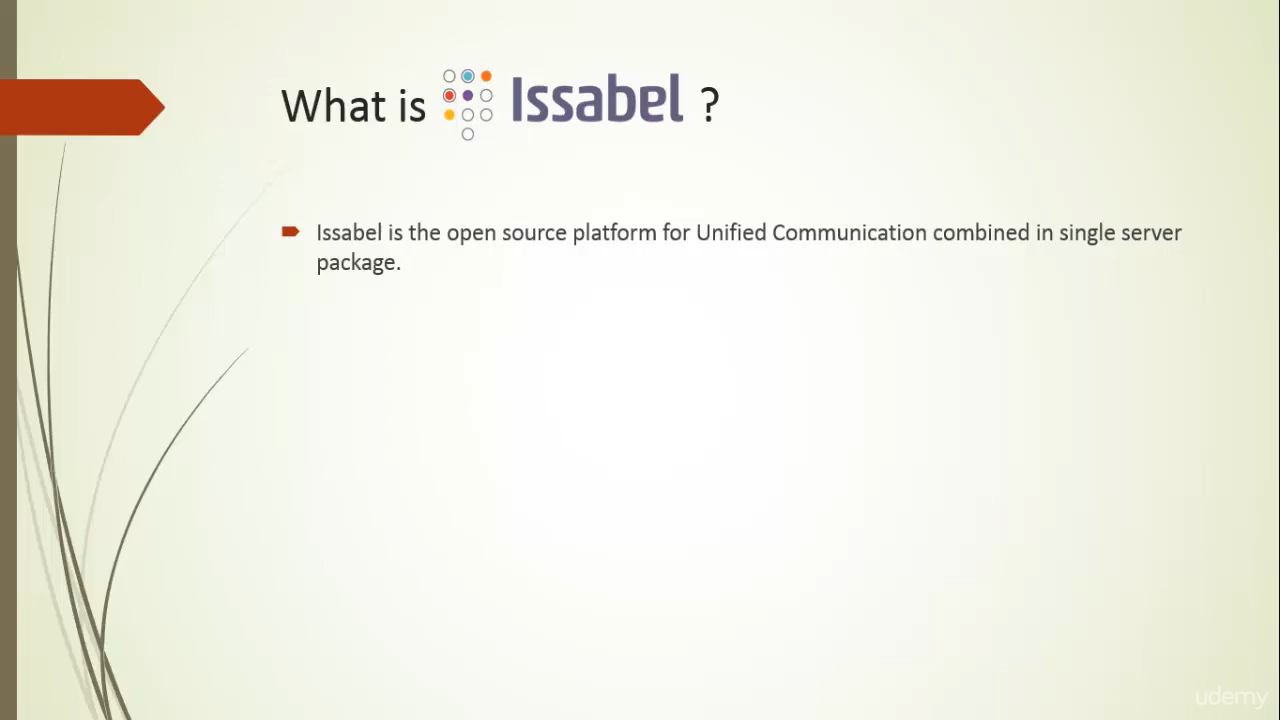 What is Issabel ?
Issabel is the open source platform for Unified Communication combined in single server
package.
udemy